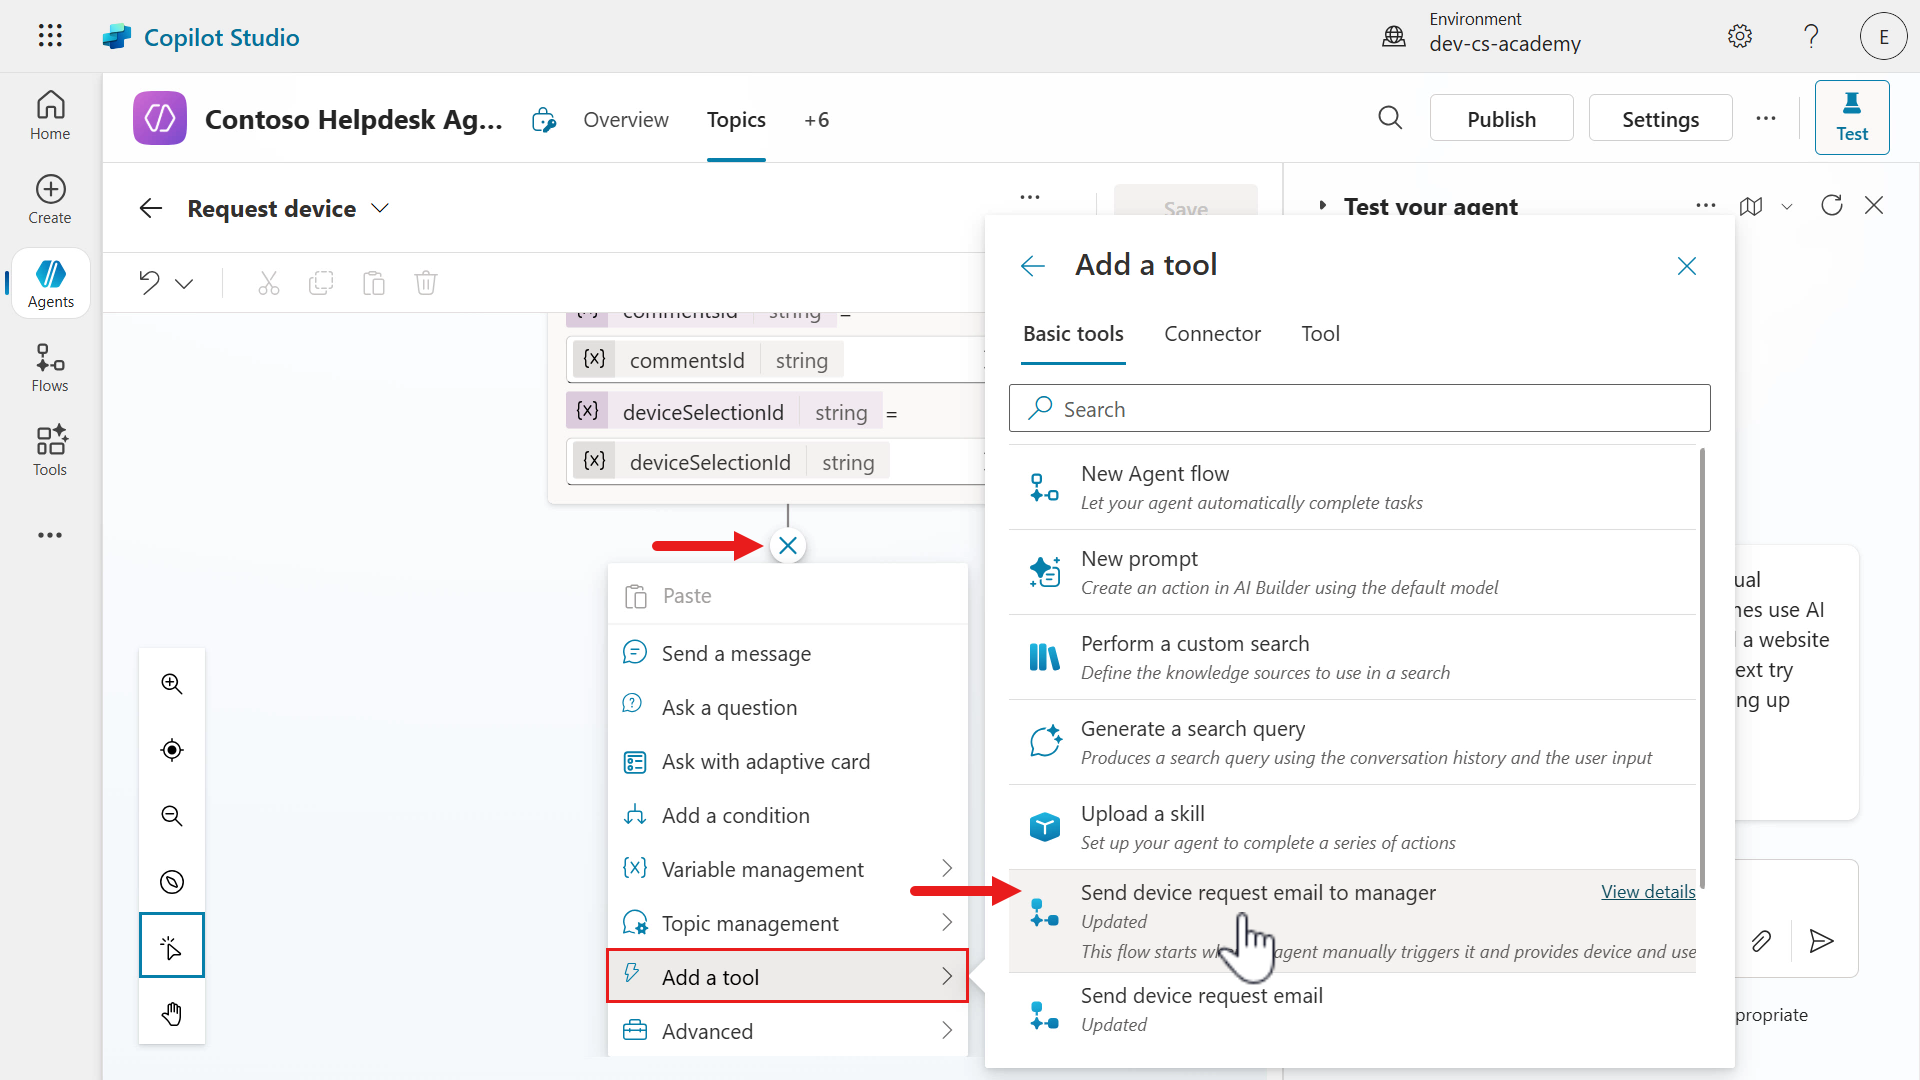 Copilot Studio
Environment
dev-cs-academy
E
Home
Create
Agents
Flows
Tools
Contoso Helpdesk Ag...
Overview
Topics
+6
Publish
Settings
Test
Request device
Save
Test your agent
{x} commentsId string =
{x} commentsId string
{x} deviceSelectionId string =
{x} deviceSelectionId string
Paste
Send a message
Ask a question
Ask with adaptive card
Add a condition
Variable management
Topic management
Add a tool
Advanced
Add a tool
Basic tools
Connector
Tool
Search
New Agent flow
Let your agent automatically complete tasks
New prompt
Create an action in AI Builder using the default model
Perform a custom search
Define the knowledge sources to use in a search
Generate a search query
Produces a search query using the conversation history and the user input
Upload a skill
Set up your agent to complete a series of actions
Send device request email to manager
View details
Updated
This flow starts agent manually triggers it and provides device and use
Send device request email
Updated
use AI
a website
try
up